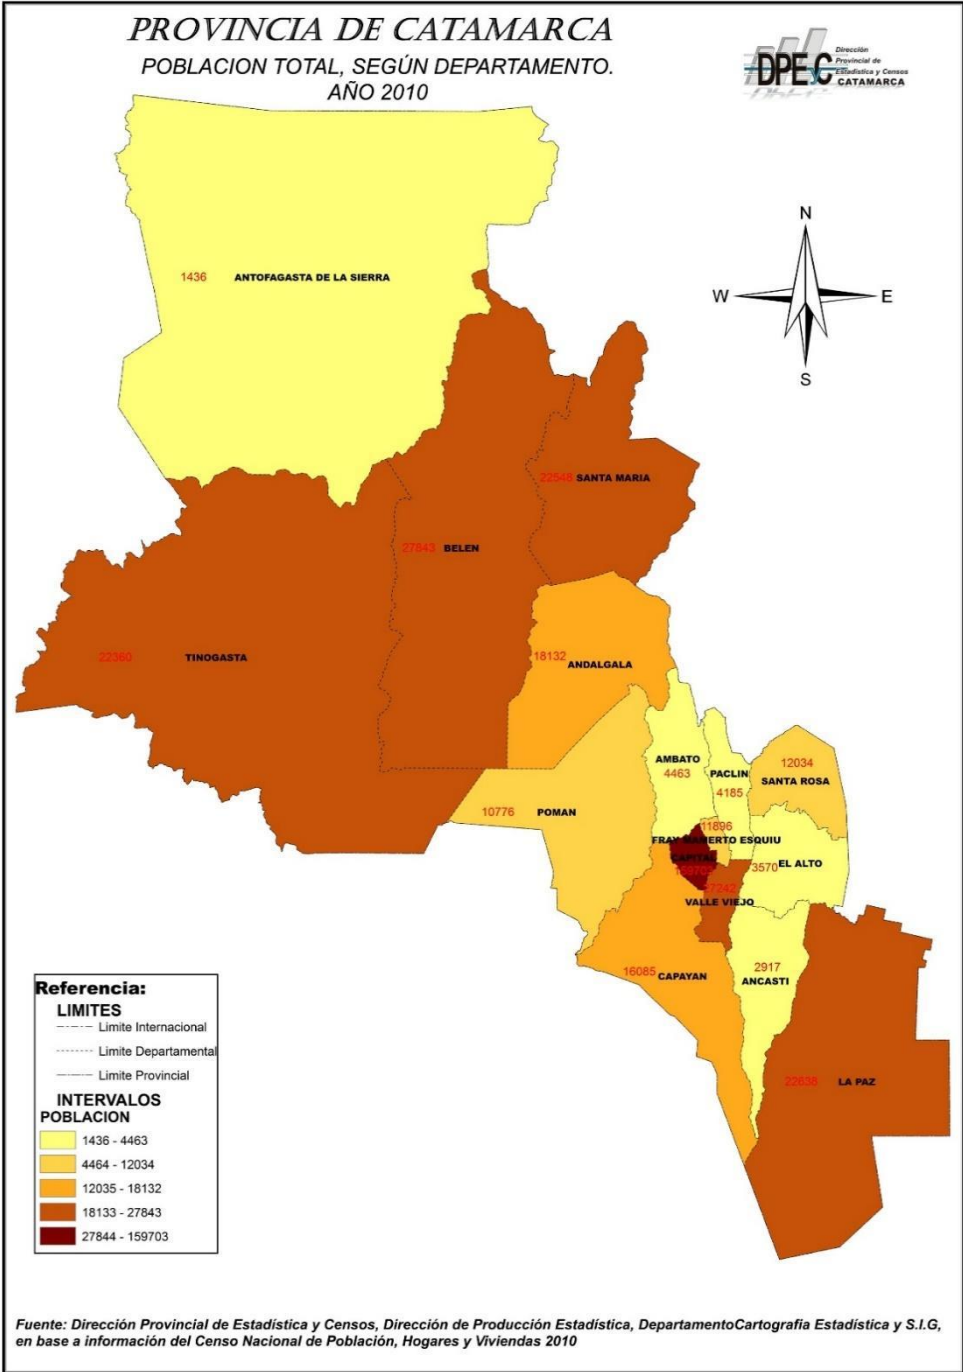 PROVINCIA DE CATAMARCA
POBLACION TOTAL, SEGÚN DEPARTAMENTO.
AÑO 2010
DPEyC
Dirección
Provincial de
Estadística y Censos
CATAMARCA
N
W
E
S
1436 ANTOFAGASTA DE LA SIERRA
22548 SANTA MARIA
27843 BELEN
22360 TINOGASTA
18132 ANDALGALA
AMBATO
4463
PACLIN
4185
12034
SANTA ROSA
10776 POMAN
11896
FRAY MAMERTO ESQUIU
CAPITAL
159703
3570 EL ALTO
27242
VALLE VIEJO
16085 CAPAYAN
2917
ANCASTI
22638 LA PAZ
Referencia:
LIMITES
Limite Internacional
Limite Departamental
Limite Provincial
INTERVALOS
POBLACION
1436 - 4463
4464 - 12034
12035 - 18132
18133 - 27843
27844 - 159703
Fuente: Dirección Provincial de Estadística y Censos, Dirección de Producción Estadística, DepartamentoCartografía Estadística y S.I.G,
en base a información del Censo Nacional de Población, Hogares y Viviendas 2010